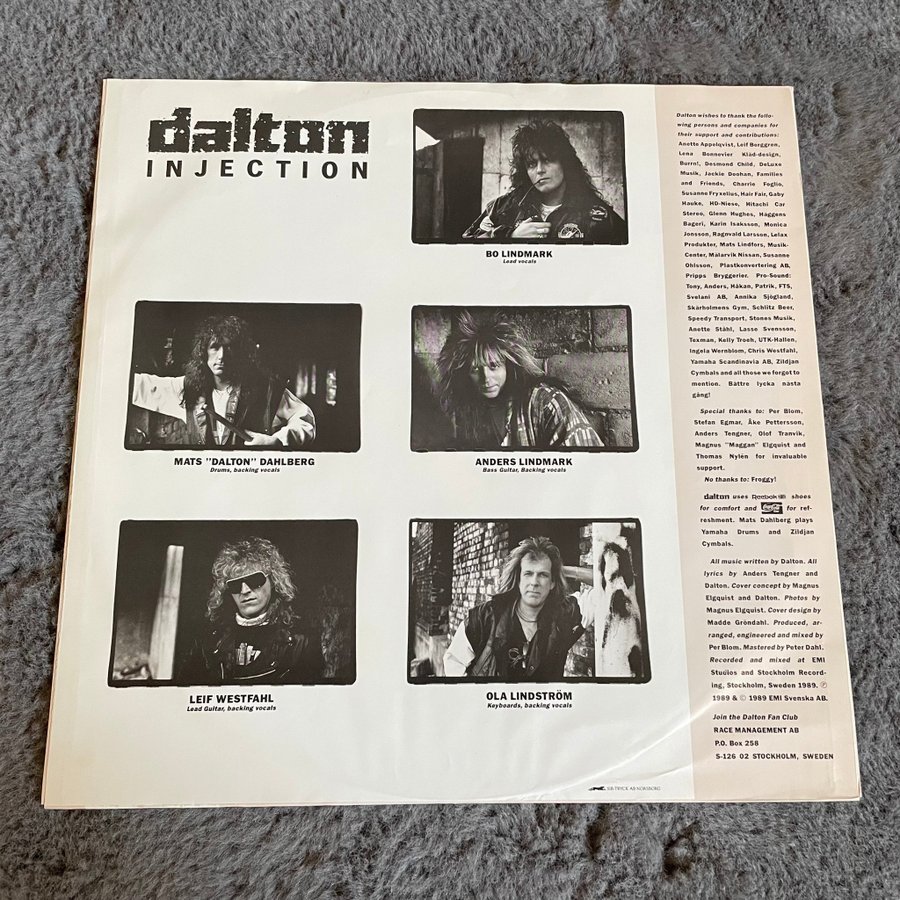 dalton
INJECTION
BO LINDMARK
Lead vocals
MATS "DALTON" DAHLBERG
Drums, backing vocals
ANDERS LINDMARK
Bass Guitar, Backing vocals
LEIF WESTFAHL
Lead Guitar, backing vocals
OLA LINDSTRÖM
Keyboards, backing vocals
Dalton wishes to thank the follo-
wing persons and companies for
their support and contributions:
Anette Appelqvist, Leif Borggren,
Lena Bonnevier Kläd-design,
Burn!, Desmond Child, DeLuxe
Musik, Jackie Doohan, Families
and Friends, Charrie Foglio,
Susanne Fryxelius, Hair Fair, Gaby
Hauke, HD-Niese, Hitachi Car
Stereo, Glenn Hughes, Häggens
Bageri, Karin Isaksson, Monica
Jonsson, Ragnvald Larsson, Lelax
Produkter, Mats Lindfors, Musik-
Center, Mälarvik Nissan, Susanne
Ohlsson, Plastkonvertering AB,
Pripps Bryggerier. Pro-Sound:
Tony, Anders, Håkan, Patrik, FTS,
Svelani AB, Annika Sjögland,
Skärholmens Gym, Schlitz Beer,
Speedy Transport, Stones Musik,
Anette Ståhl, Lasse Svensson,
Texman, Kelly Troeh, UTK-Hallen,
Ingela Wernblom, Chris Westfahl,
Yamaha Scandinavia AB, Zildjan
Cymbals and all those we forgot to
mention. Bättre lycka nästa
gång!
Special thanks to: Per Blom,
Stefan Egmar, Åke Pettersson,
Anders Tengner, Olof Tranvik,
Magnus "Maggan" Elgquist and
Thomas Nylén for invaluable
support.
No thanks to: Froggy!
dalton uses Reebok shoes
for comfort and Coca-Cola for ref-
reshment. Mats Dahlberg plays
Yamaha Drums and Zildjan
Cymbals.
All music written by Dalton. All
lyrics by Anders Tengner and
Dalton. Cover concept by Magnus
Elgquist and Dalton. Photos by
Magnus Elgquist. Cover design by
Madde Gröndahl. Produced, ar-
ranged, engineered and mixed by
Per Blom. Mastered by Peter Dahl.
Recorded and mixed at EMI
Studios and Stockholm Record-
ing, Stockholm, Sweden 1989. ℗
1989 & © 1989 EMI Svenska AB.
Join the Dalton Fan Club
RACE MANAGEMENT AB
P.O. Box 258
S-126 02 STOCKHOLM, SWEDEN
TRYCK AB NORSBORG